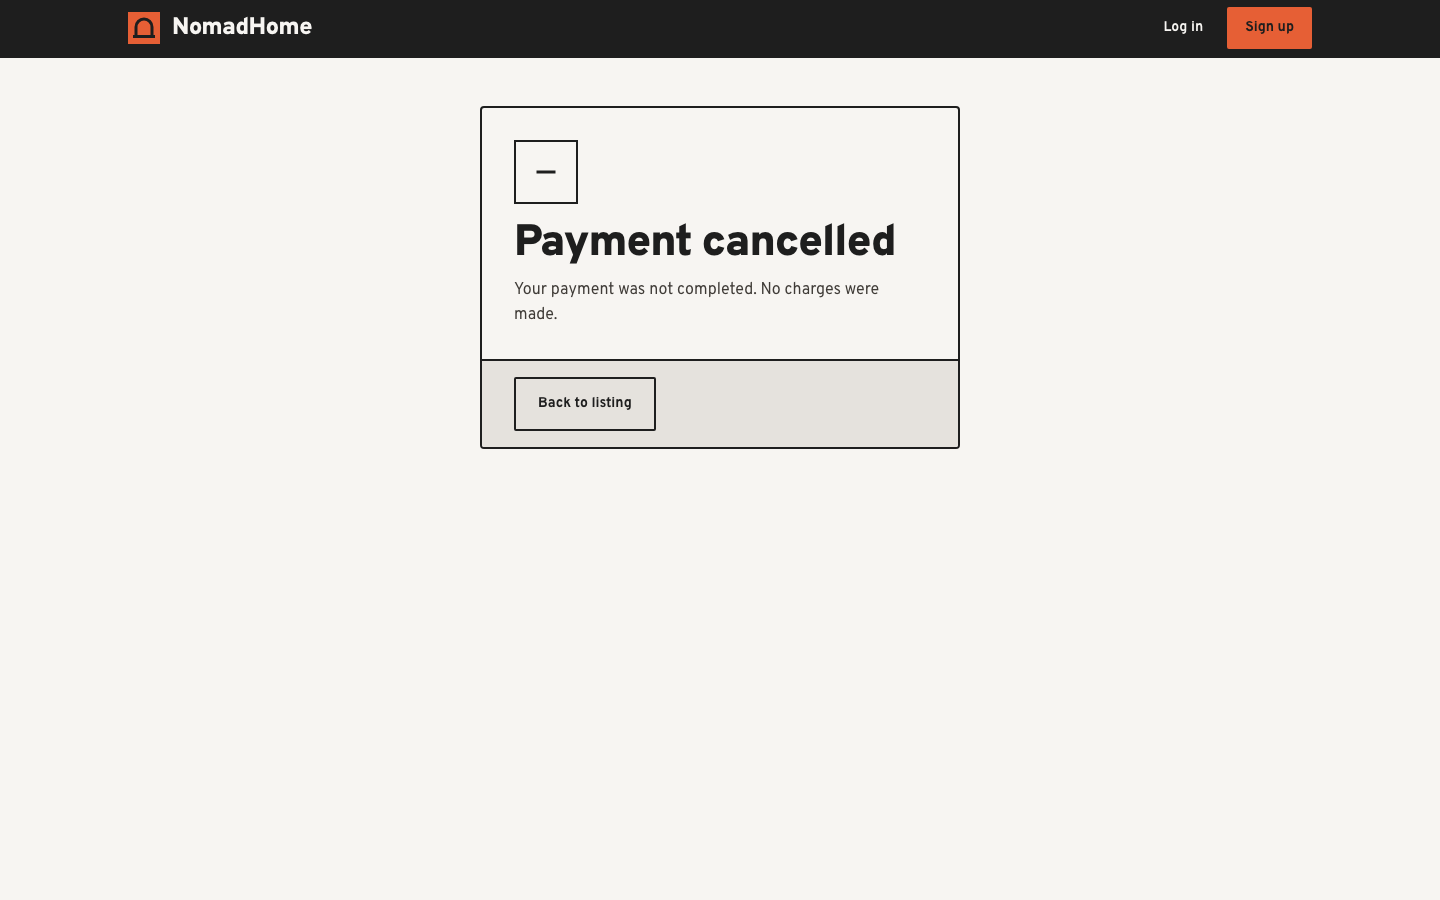 NomadHome
Log in
Sign up
Payment cancelled
Your payment was not completed. No charges were
made.
Back to listing